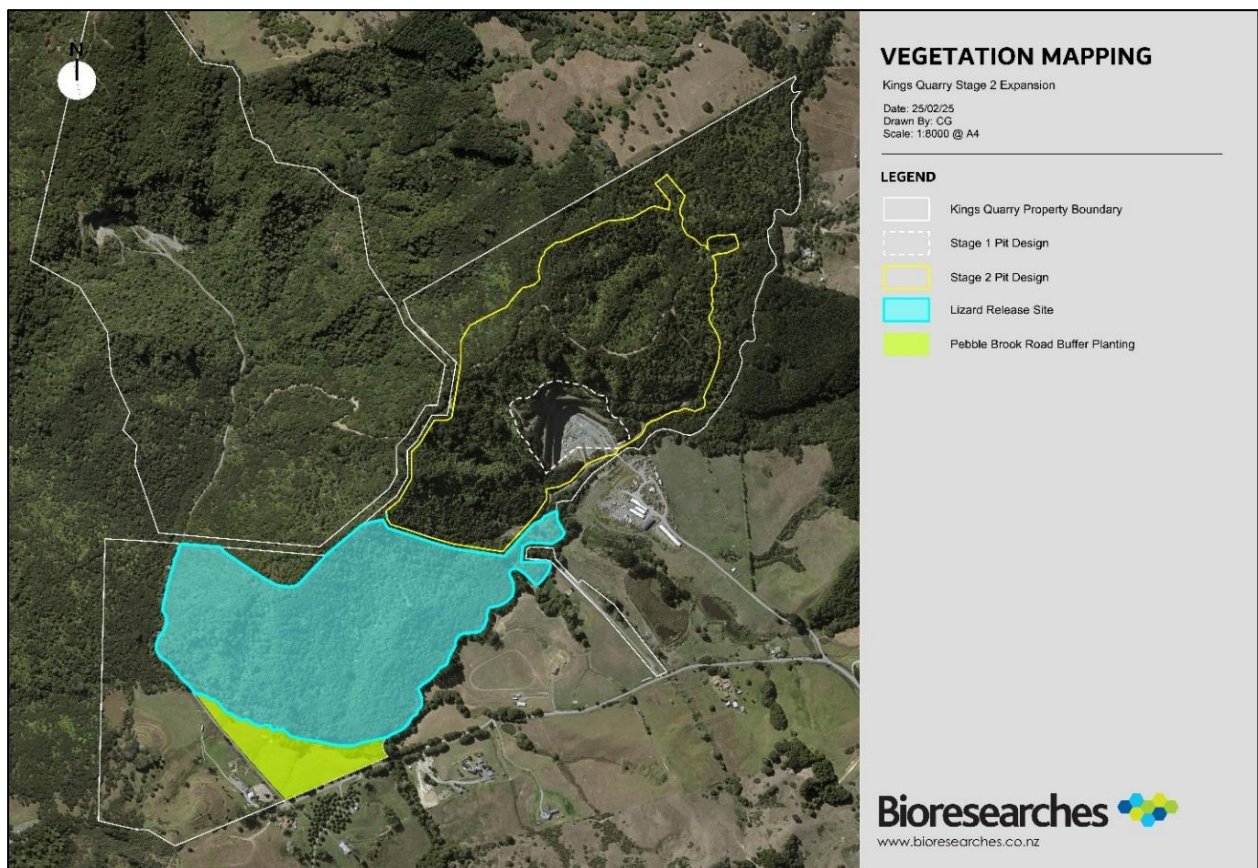 N
VEGETATION MAPPING
Kings Quarry Stage 2 Expansion
Date: 25/02/25
Drawn By: CG
Scale: 1:8000 @ A4
LEGEND
Kings Quarry Property Boundary
Stage 1 Pit Design
Stage 2 Pit Design
Lizard Release Site
Pebble Brook Road Buffer Planting
Bioresearches
www.bioresearches.co.nz